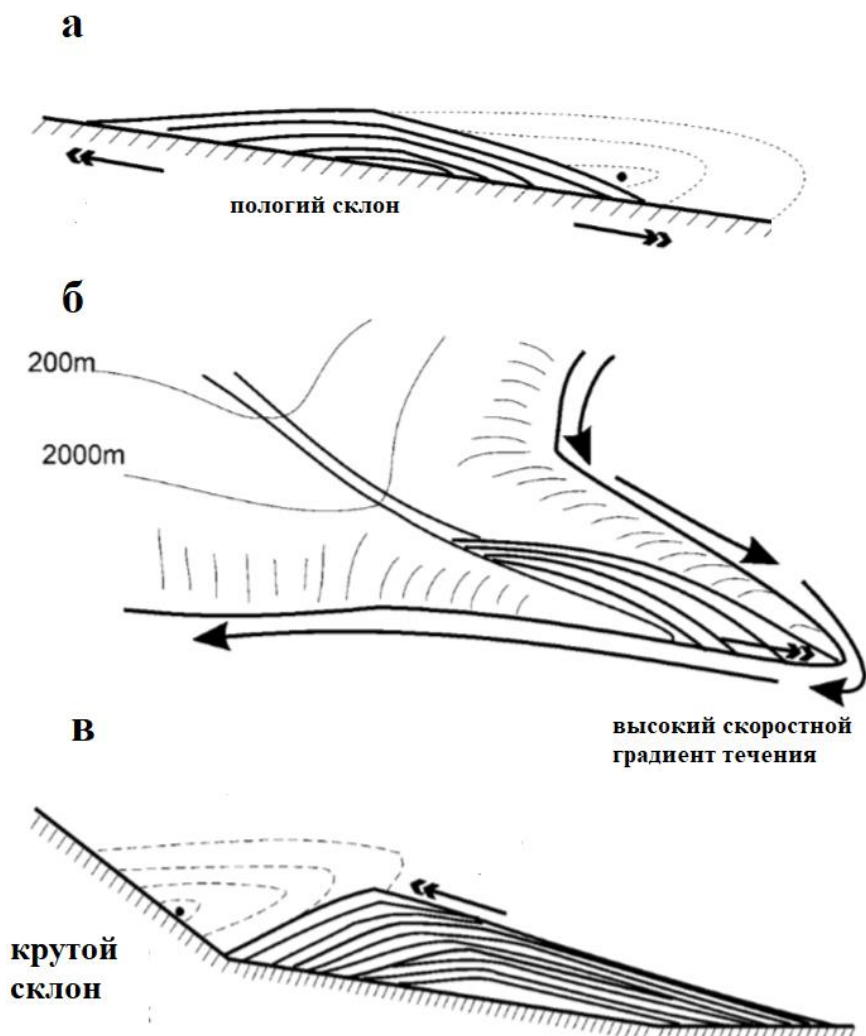 а
пологий склон
б
200m
2000m
высокий скоростной
градиент течения
в
крутой
склон